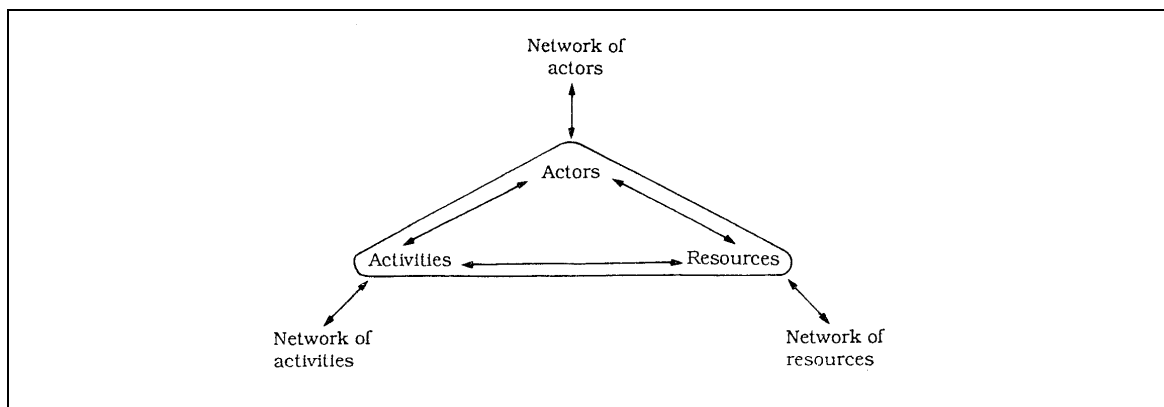 Network of
actors
Actors
Activities
Resources
Network of
activities
Network of
resources